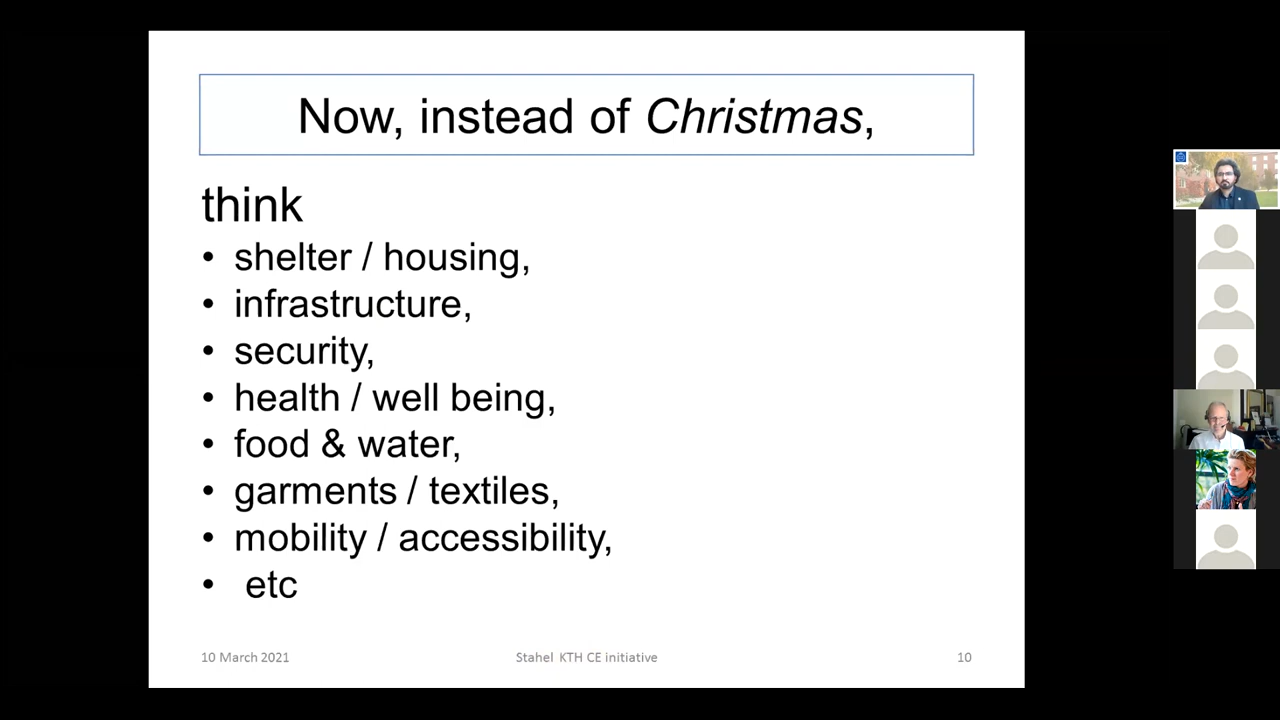 Now, instead of Christmas,
think
• shelter / housing,
• infrastructure,
• security,
• health / well being,
• food & water,
• garments / textiles,
• mobility / accessibility,
• etc
10 March 2021 Stahel KTH CE initiative 10